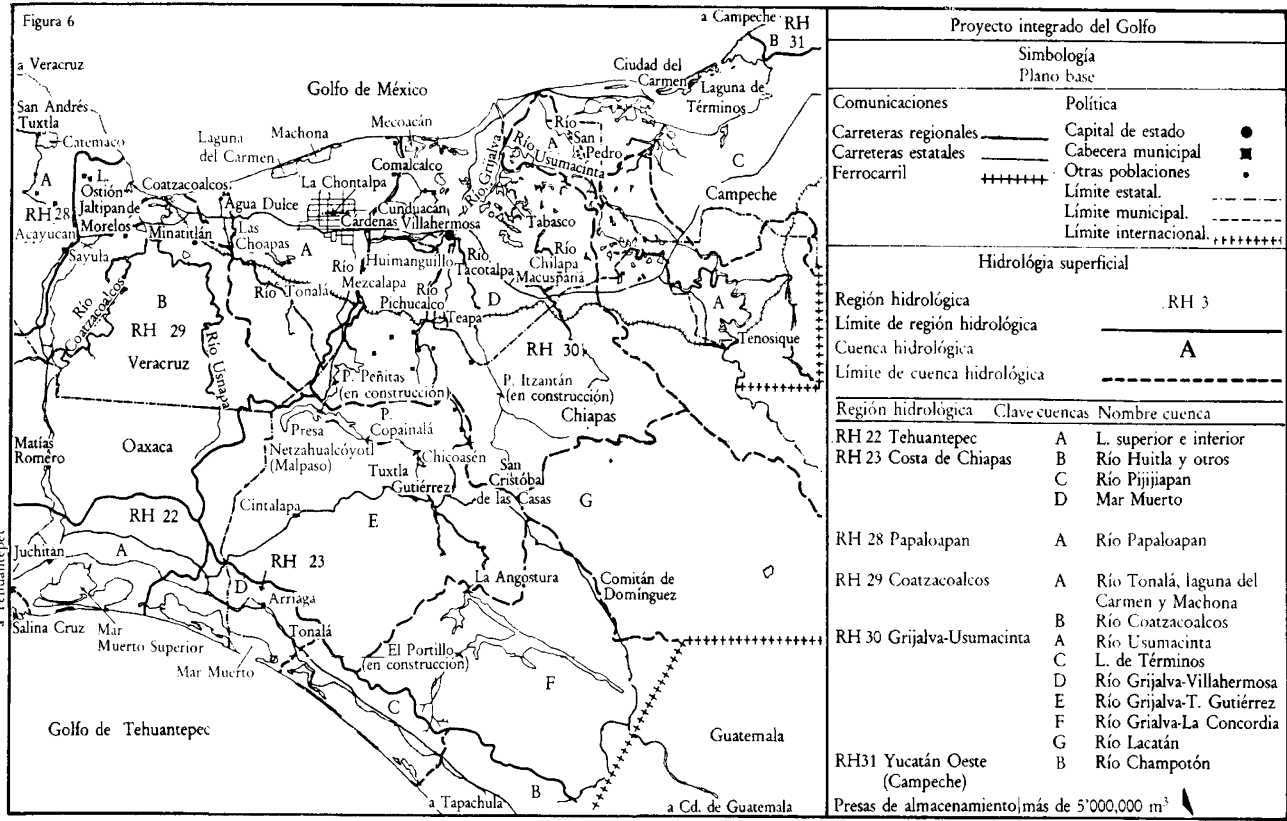 Figura 6
a Campeche
RH
B 31
a Veracruz
Ciudad del
Carmen
Laguna de
Términos
Golfo de México
San Andrés
Tuxtla
Catemaco
Laguna
del Carmen
Machona
Mecoacán
Río
San
Pedro
A
Río
Usumacinta
Río Grijalva
Comalcalco
C
A
L.
Ostión
Coatzacoalcos
La Chontalpa
Campeche
RH 28
Jaltipan de
Morelos
Agua Dulce
Cunduacán
Cárdenas
Villahermosa
Tabasco
Acayucan
Minatitlán
Las
Choapas
A
Huimanguillo
Río
Tacotalpa
Río
Chilapa
Macuspana
Sayula
Río
Mezcalapa
Río Tonalá
Río
Pichucalco
D
A
Río
Coatzacoalcos
B
RH 29
Veracruz
Río Usnapa
Teapa
RH 30
Tenosique
P. Peñitas
(en construcción)
P. Itzantán
(en construcción)
Chiapas
P.
Copainalá
Presa
Netzahualcóyotl
(Malpaso)
Chicoasén
Oaxaca
Matías
Romero
Tuxtla
Gutiérrez
San
Cristóbal
de las Casas
G
Cintalapa
E
RH 22
A
Juchitán
RH 23
La Angostura
Comitán de
Domínguez
D
Arriaga
a Tehuantepec
Salina Cruz
Mar
Muerto Superior
Tonalá
Mar Muerto
El Portillo
(en construcción)
F
C
Golfo de Tehuantepec
Guatemala
B
a Tapachula
a Cd. de Guatemala
Proyecto integrado del Golfo
Simbología
Plano base
Comunicaciones Política
Carreteras regionales Capital de estado
Carreteras estatales Cabecera municipal
Ferrocarril Otras poblaciones
Límite estatal.
Límite municipal.
Límite internacional.
Hidrológia superficial
Región hidrológica RH 3
Límite de región hidrológica
Cuenca hidrológica A
Límite de cuenca hidrológica
Región hidrológica Clave cuencas Nombre cuenca
RH 22 Tehuantepec A L. superior e interior
RH 23 Costa de Chiapas B Río Huitla y otros
C Río Pijijiapan
D Mar Muerto
RH 28 Papaloapan A Río Papaloapan
RH 29 Coatzacoalcos A Río Tonalá, laguna del
Carmen y Machona
B Río Coatzacoalcos
RH 30 Grijalva-Usumacinta A Río Usumacinta
C L. de Términos
D Río Grijalva-Villahermosa
E Río Grijalva-T. Gutiérrez
F Río Grialva-La Concordia
G Río Lacatán
RH31 Yucatán Oeste B Río Champotón
(Campeche)
Presas de almacenamiento más de 5'000,000 m³